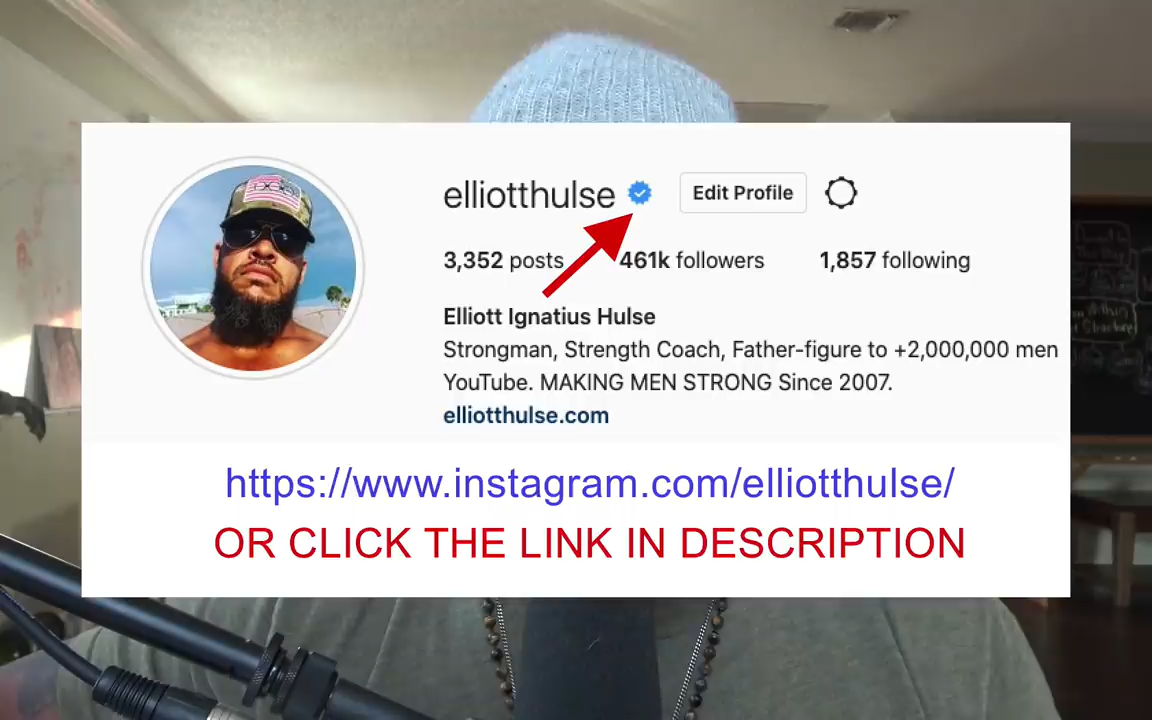 elliotthulse Edit Profile
3,352 posts 461k followers 1,857 following
Elliott Ignatius Hulse
Strongman, Strength Coach, Father-figure to +2,000,000 men
YouTube. MAKING MEN STRONG Since 2007.
elliotthulse.com
https://www.instagram.com/elliotthulse/
OR CLICK THE LINK IN DESCRIPTION